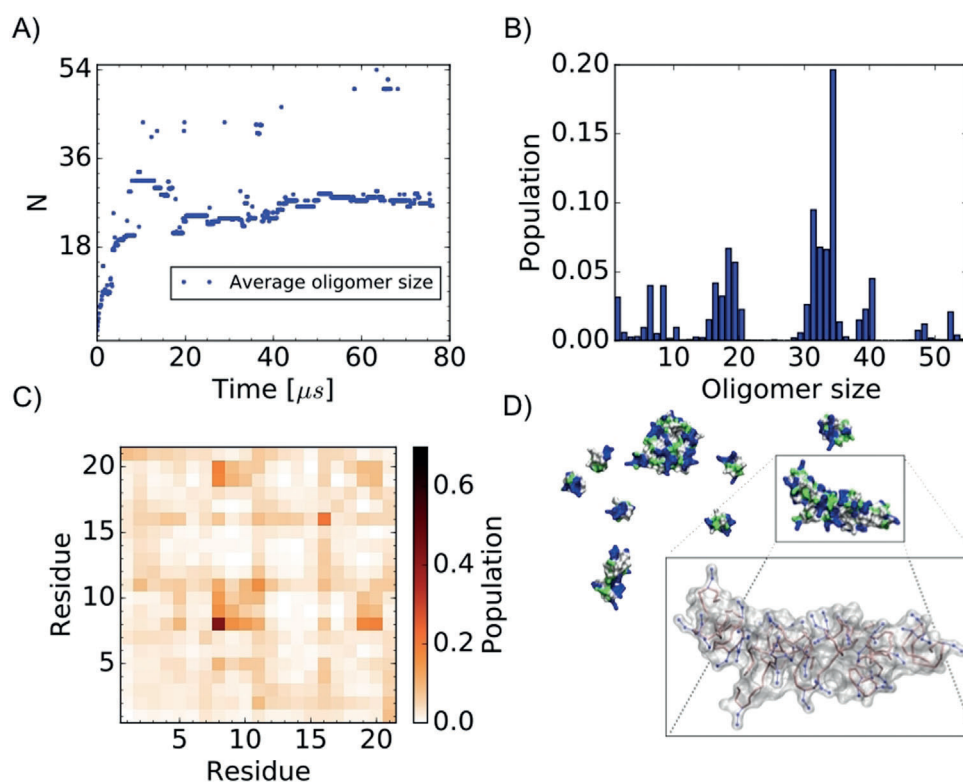 A)
N
54
36
18
Average oligomer size
0
20
40
60
80
Time [μs]
B)
Population
0.20
0.15
0.10
0.05
0.00
10
20
30
40
50
Oligomer size
C)
Residue
20
15
10
5
5
10
15
20
Residue
0.6
0.4
0.2
0.0
Population
D)